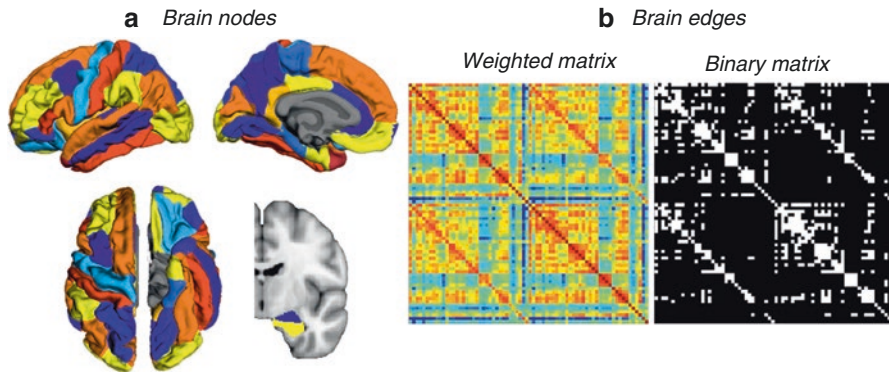 a Brain nodes
b Brain edges
Weighted matrix
Binary matrix